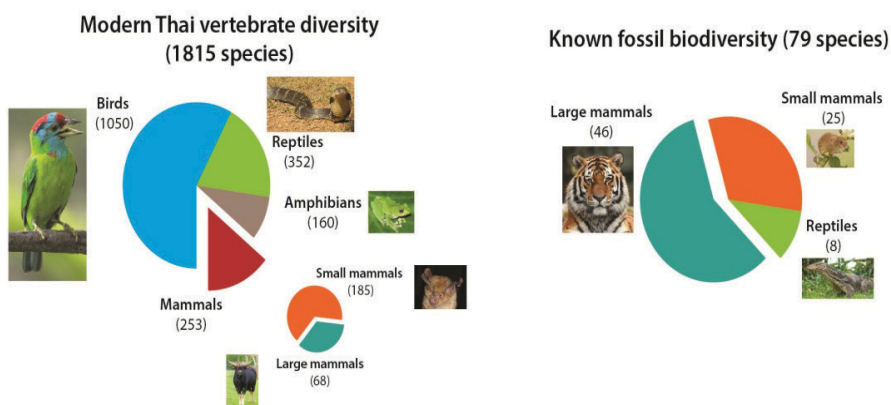 Modern Thai vertebrate diversity
(1815 species)
Birds
(1050)
Reptiles
(352)
Amphibians
(160)
Mammals
(253)
Small mammals
(185)
Large mammals
(68)
Known fossil biodiversity (79 species)
Large mammals
(46)
Small mammals
(25)
Reptiles
(8)